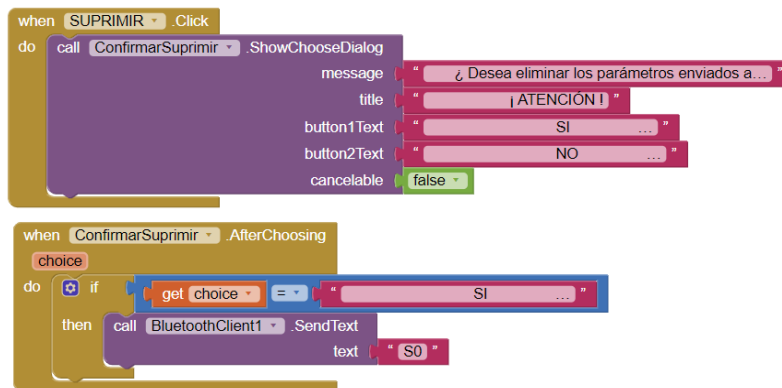 when SUPRIMIR .Click
do call ConfirmarSuprimir .ShowChooseDialog
message " ¿ Desea eliminar los parámetros enviados a... "
title " ¡ ATENCIÓN ! "
button1Text " SI ... "
button2Text " NO ... "
cancelable false
when ConfirmarSuprimir .AfterChoosing
choice
do if get choice = " SI ... "
then call BluetoothClient1 .SendText
text " S0 "